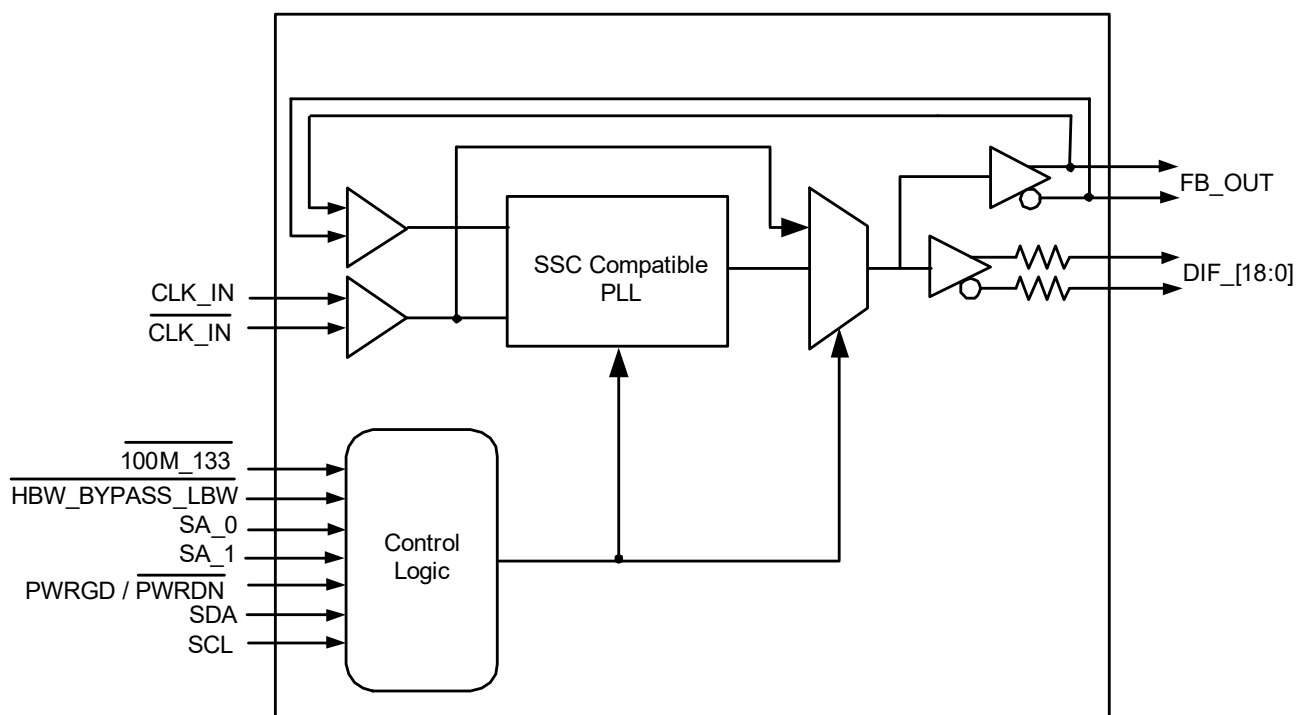 FB_OUT
SSC Compatible
PLL
DIF_[18:0]
CLK_IN
CLK_IN
100M_133
HBW_BYPASS_LBW
SA_0
SA_1
PWRGD / PWRDN
SDA
SCL
Control
Logic